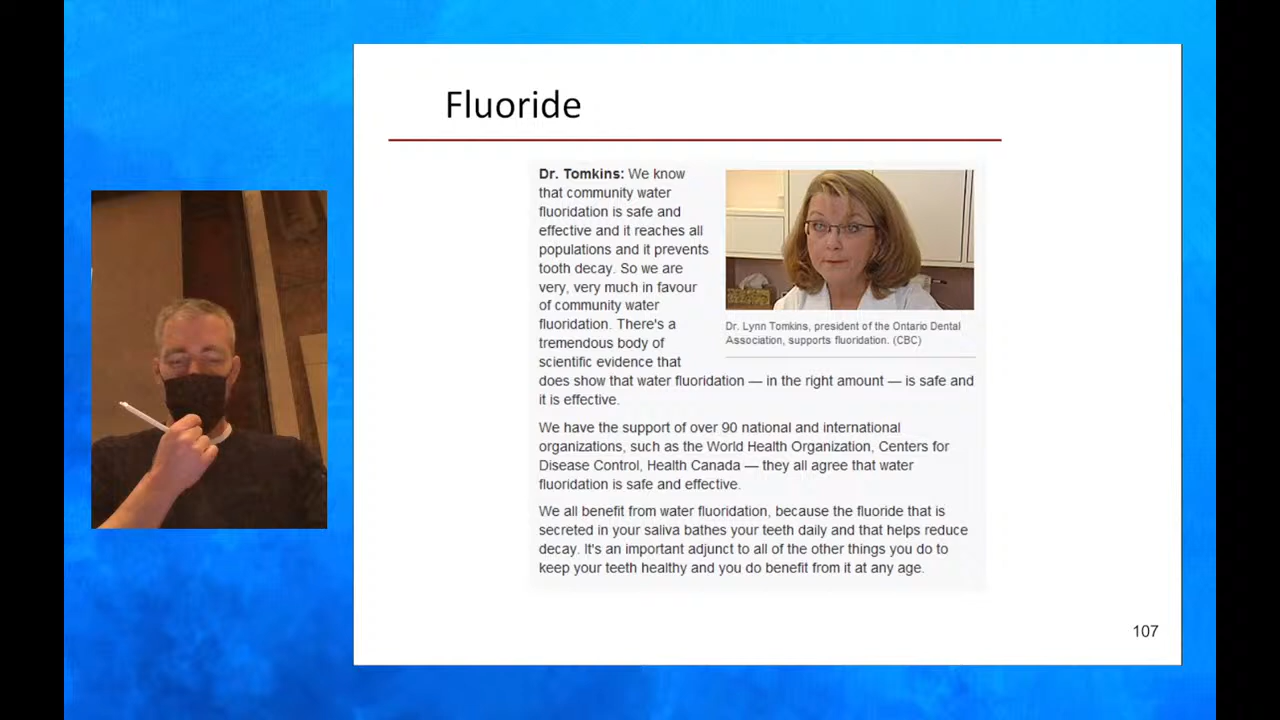 Fluoride
Dr. Tomkins: We know
that community water
fluoridation is safe and
effective and it reaches all
populations and it prevents
tooth decay. So we are
very, very much in favour
of community water
fluoridation. There's a
tremendous body of
scientific evidence that
does show that water fluoridation — in the right amount — is safe and
it is effective.
Dr. Lynn Tomkins, president of the Ontario Dental
Association, supports fluoridation. (CBC)
We have the support of over 90 national and international
organizations, such as the World Health Organization, Centers for
Disease Control, Health Canada — they all agree that water
fluoridation is safe and effective.
We all benefit from water fluoridation, because the fluoride that is
secreted in your saliva bathes your teeth daily and that helps reduce
decay. It's an important adjunct to all of the other things you do to
keep your teeth healthy and you do benefit from it at any age.
107